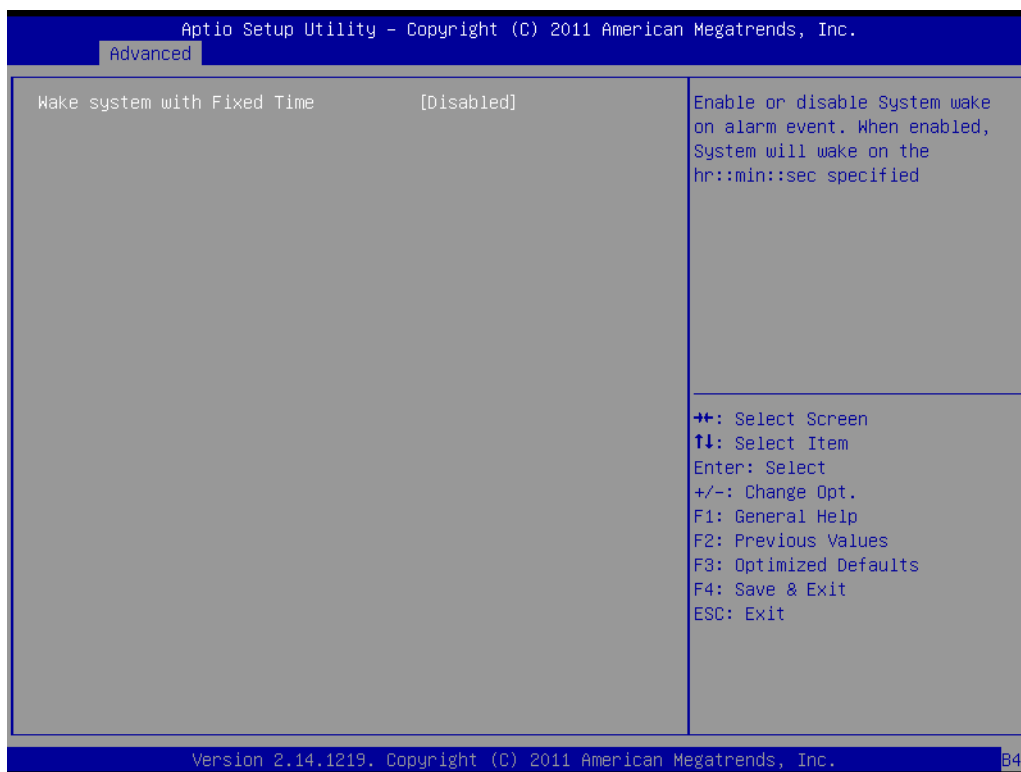 Aptio Setup Utility – Copyright (C) 2011 American Megatrends, Inc.
Advanced
Wake system with Fixed Time [Disabled]
Enable or disable System wake
on alarm event. When enabled,
System will wake on the
hr::min::sec specified
→←: Select Screen
↑↓: Select Item
Enter: Select
+/-: Change Opt.
F1: General Help
F2: Previous Values
F3: Optimized Defaults
F4: Save & Exit
ESC: Exit
Version 2.14.1219. Copyright (C) 2011 American Megatrends, Inc.
B4